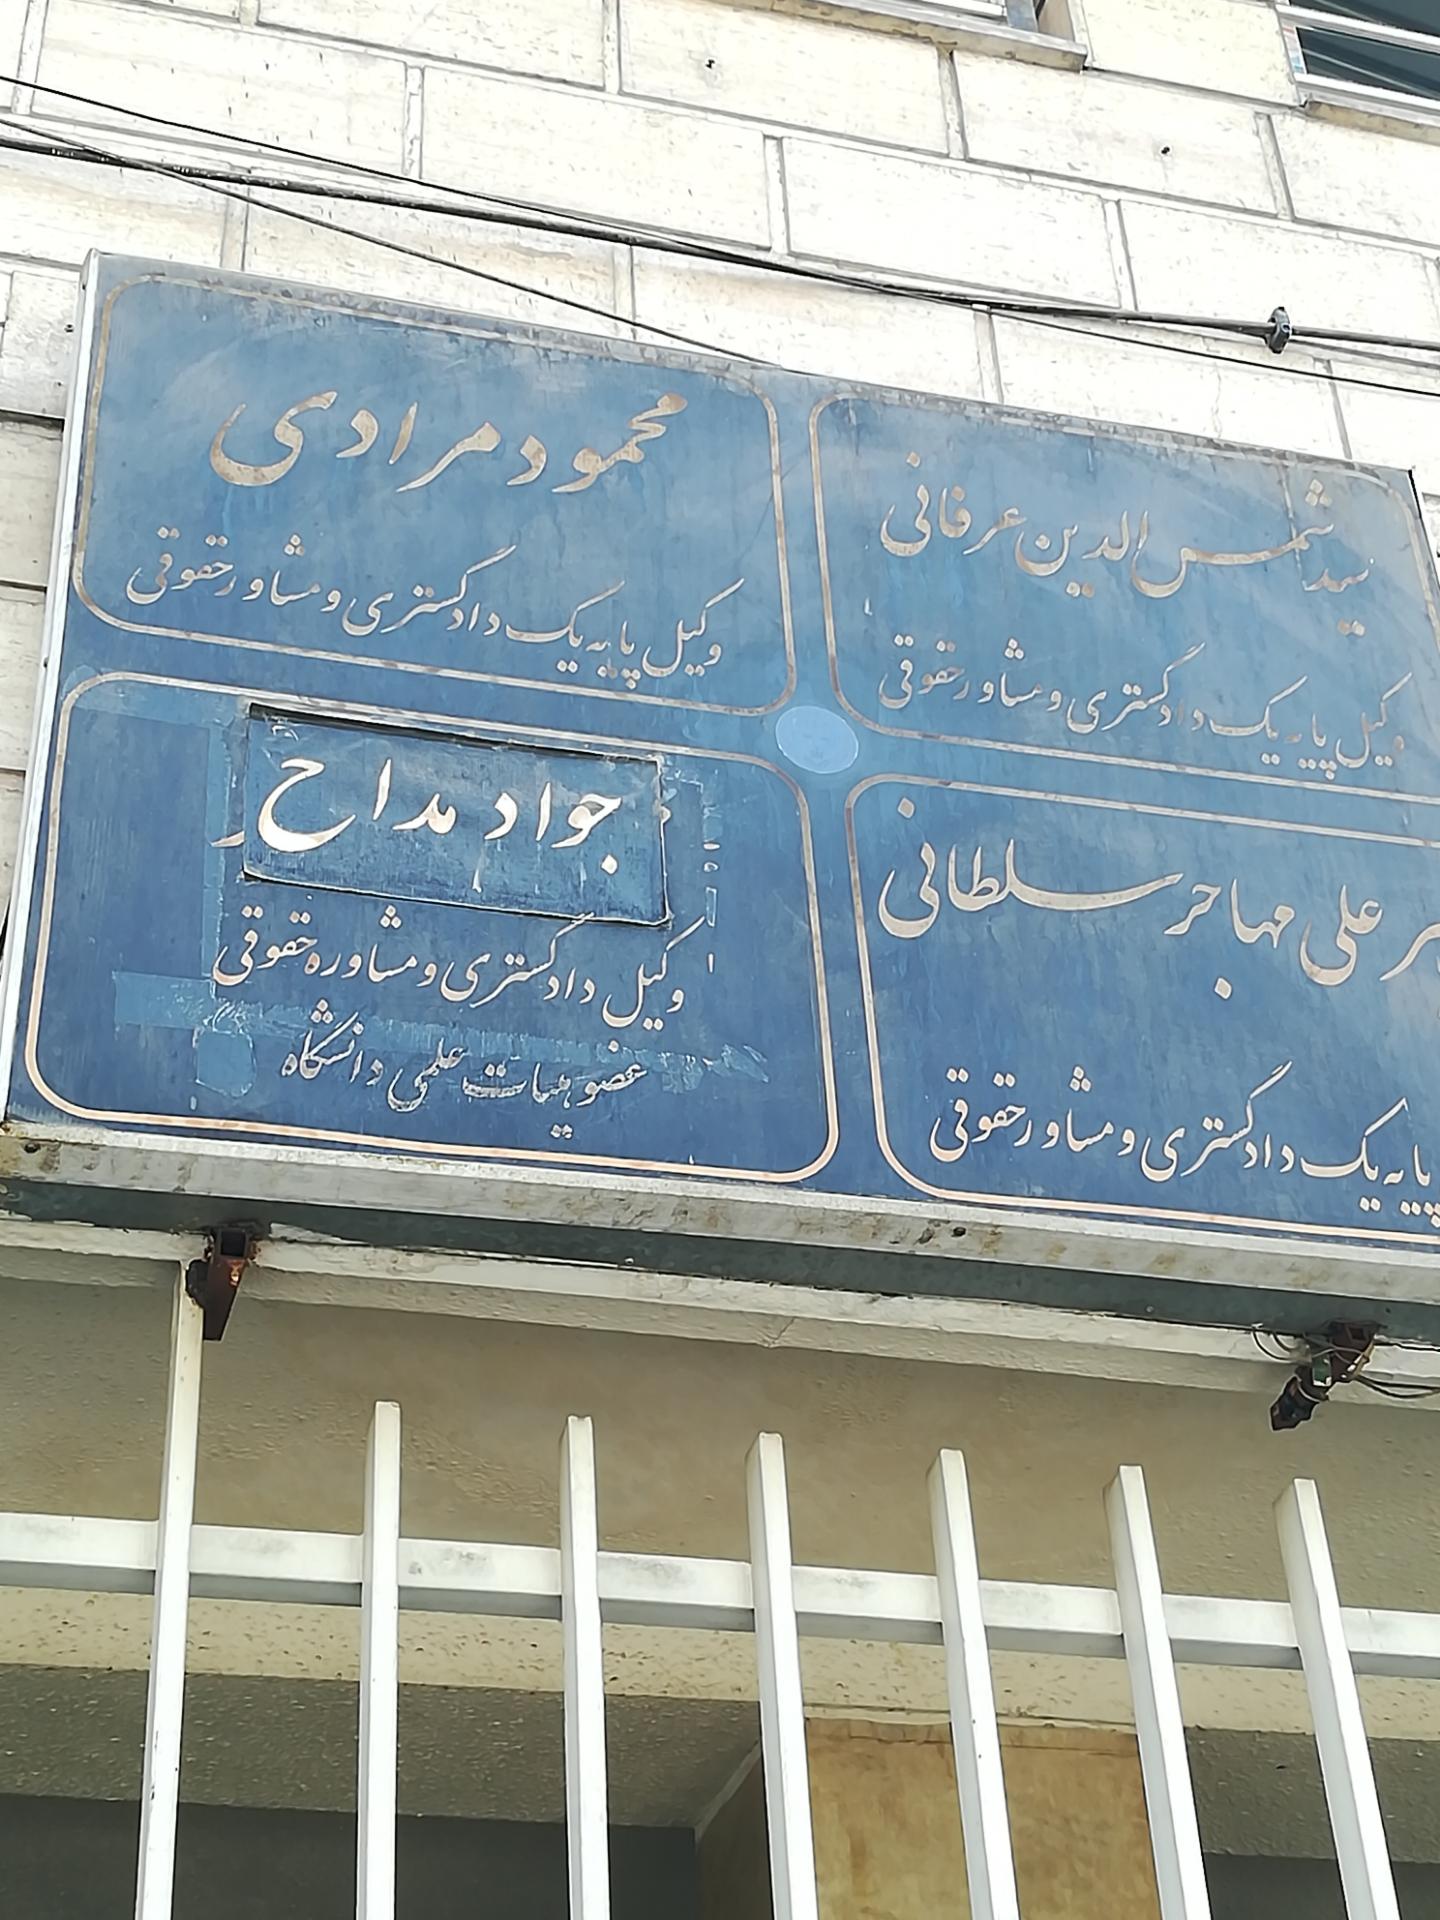 سید شمس الدین عرفانی
وکیل پایه یک دادگستری و مشاور حقوقی
محمود مرادی
وکیل پایه یک دادگستری و مشاور حقوقی
علی مهاجر سلطانی
پایه یک دادگستری و مشاور حقوقی
جواد مداح
وکیل دادگستری و مشاوره حقوقی
عضو هیات علمی دانشگاه